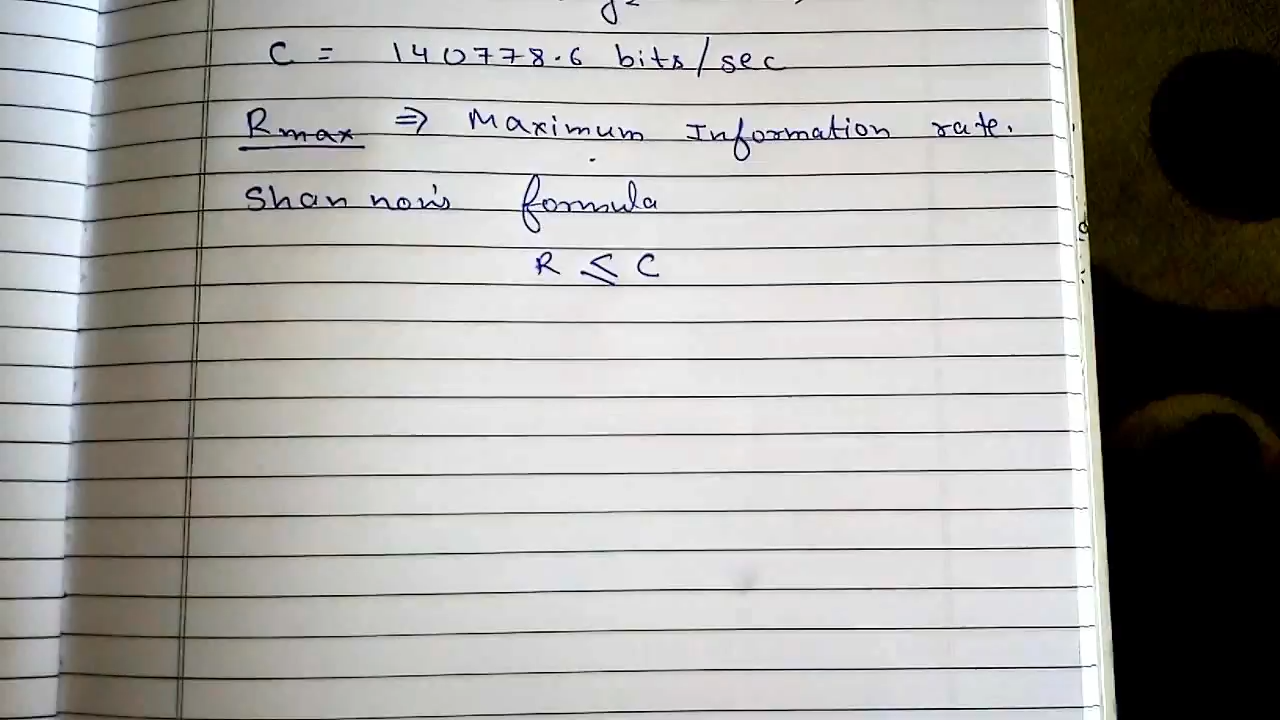 C = 140778.6 bits/sec
Rmax ⇒ Maximum Information rate.
Shannon's formula
R ≤ C